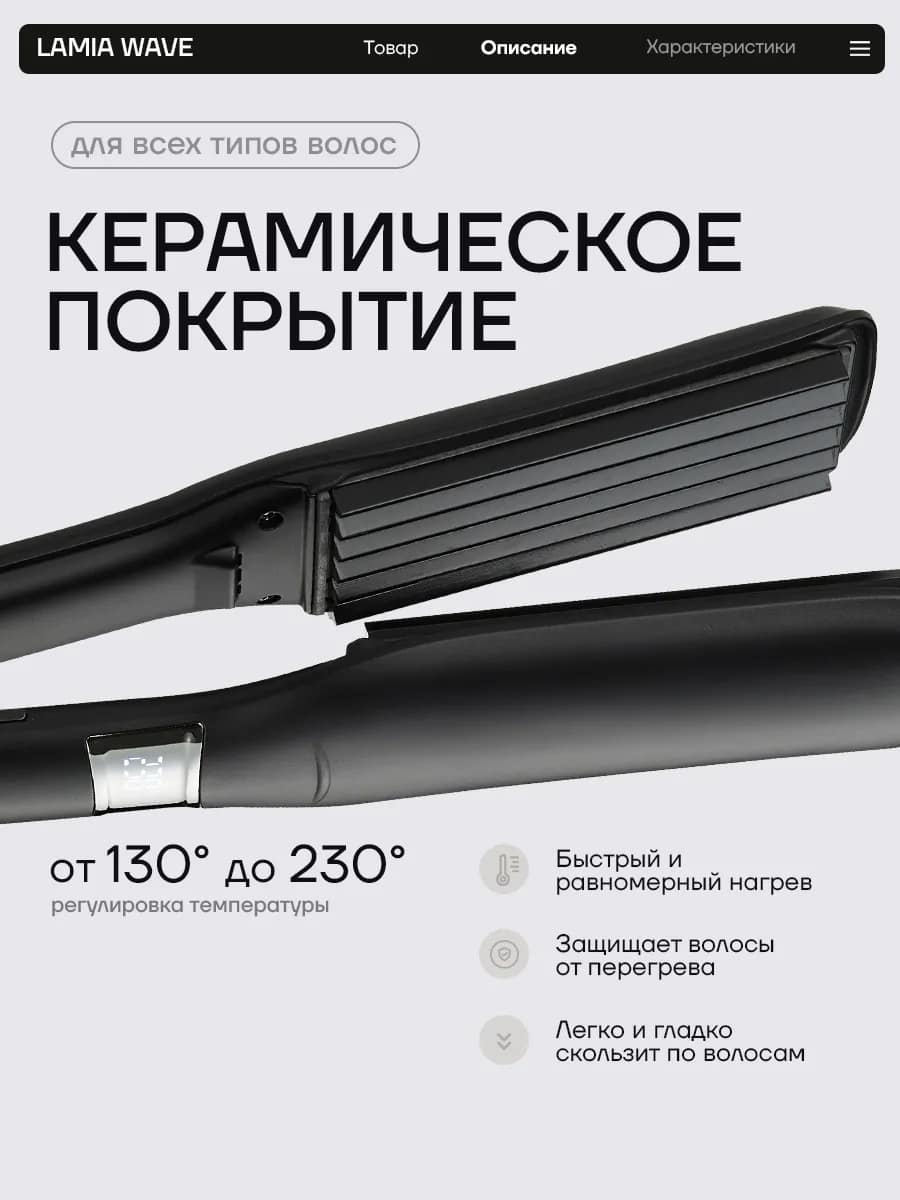 LAMIA WAVE
Товар
Описание
Характеристики
для всех типов волос
КЕРАМИЧЕСКОЕ
ПОКРЫТИЕ
от 130° до 230°
регулировка температуры
Быстрый и
равномерный нагрев
Защищает волосы
от перегрева
Легко и гладко
скользит по волосам